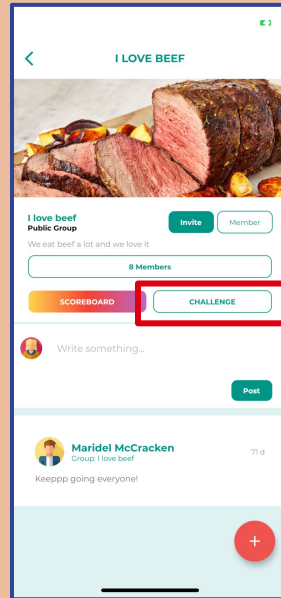 I LOVE BEEF
I love beef
Public Group
Invite
Member
We eat beef a lot and we love it
8 Members
SCOREBOARD
CHALLENGE
Write something...
Post
Maridel McCracken
71 d
Group: I love beef
Keeppp going everyone!
+